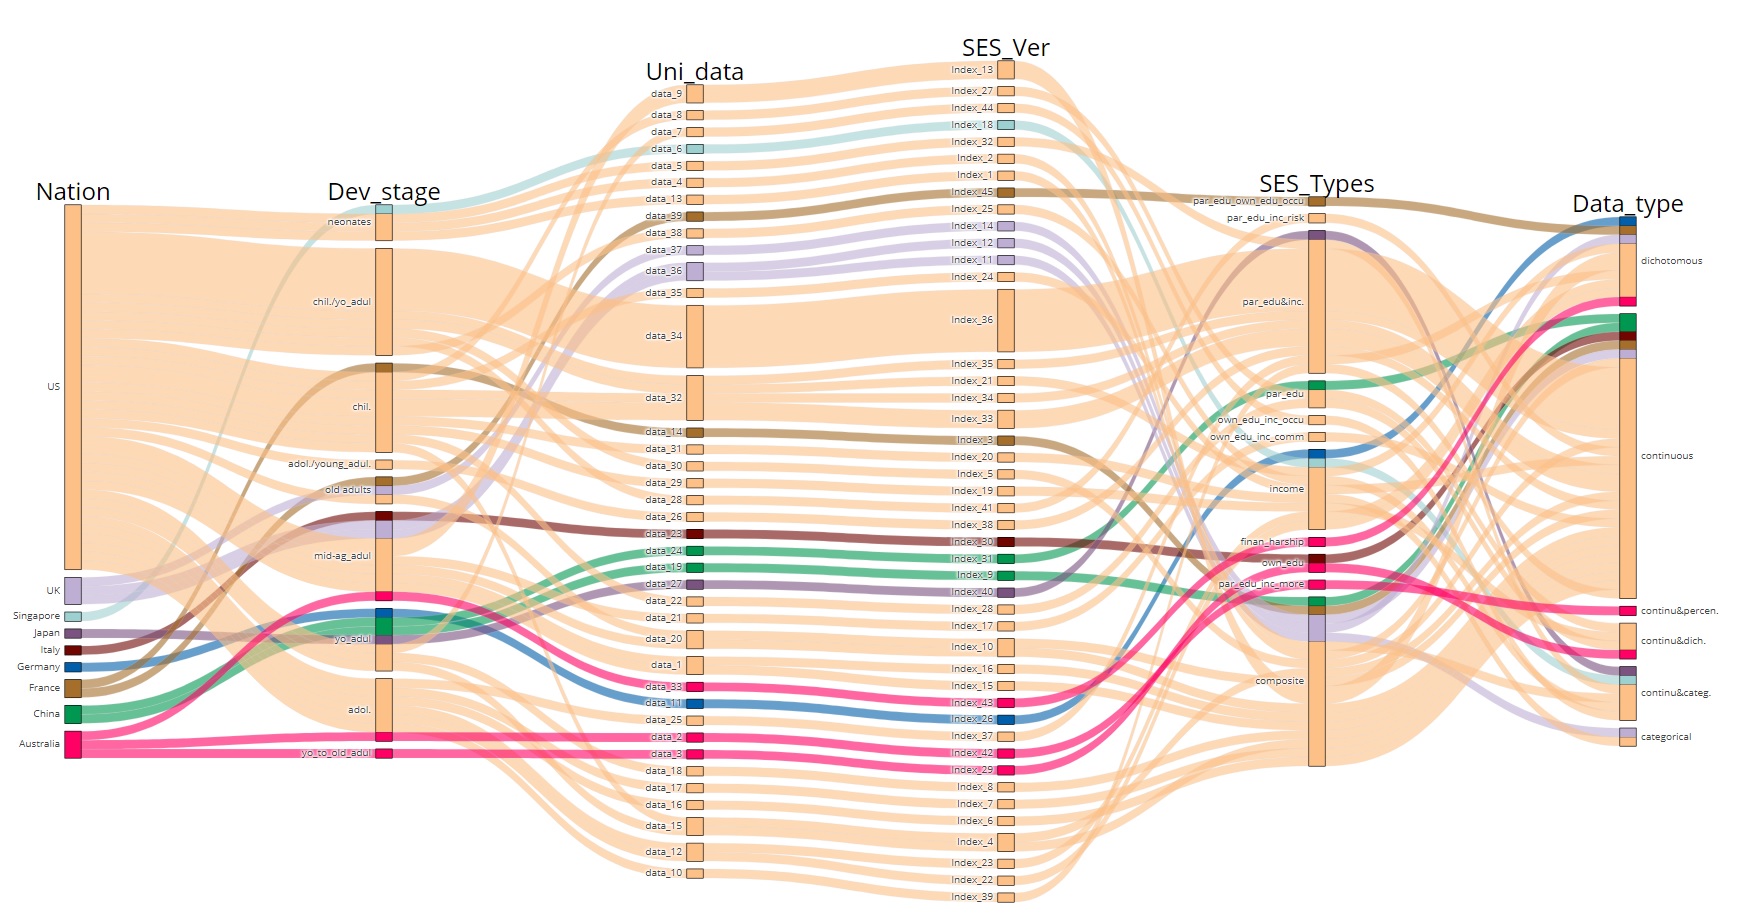 Nation
US
UK
Singapore
Japan
Italy
Germany
France
China
Australia
Dev_stage
neonates
chil./yo_adul
chil.
adol./young_adul.
old adults
mid-ag_adul
yo_adul
adol.
yo_to_old_adul
Uni_data
data_9
data_8
data_7
data_6
data_5
data_4
data_13
data_39
data_38
data_37
data_36
data_35
data_34
data_32
data_14
data_31
data_30
data_29
data_28
data_26
data_23
data_24
data_19
data_27
data_22
data_21
data_20
data_1
data_33
data_11
data_25
data_2
data_3
data_18
data_17
data_16
data_15
data_12
data_10
SES_Ver
Index_13
Index_27
Index_44
Index_18
Index_32
Index_2
Index_1
Index_45
Index_25
Index_14
Index_12
Index_11
Index_24
Index_36
Index_35
Index_21
Index_34
Index_33
Index_3
Index_20
Index_5
Index_19
Index_41
Index_38
Index_30
Index_31
Index_9
Index_40
Index_28
Index_17
Index_10
Index_16
Index_15
Index_43
Index_26
Index_37
Index_42
Index_29
Index_8
Index_7
Index_6
Index_4
Index_23
Index_22
Index_39
SES_Types
par_edu_own_edu_occu
par_edu_inc_risk
par_edu&inc.
par_edu
own_edu_inc_occu
own_edu_inc_comm
income
finan_harship
own_edu
par_edu_inc_more
composite
Data_type
dichotomous
continuous
continu&percen.
continu&dich.
continu&categ.
categorical